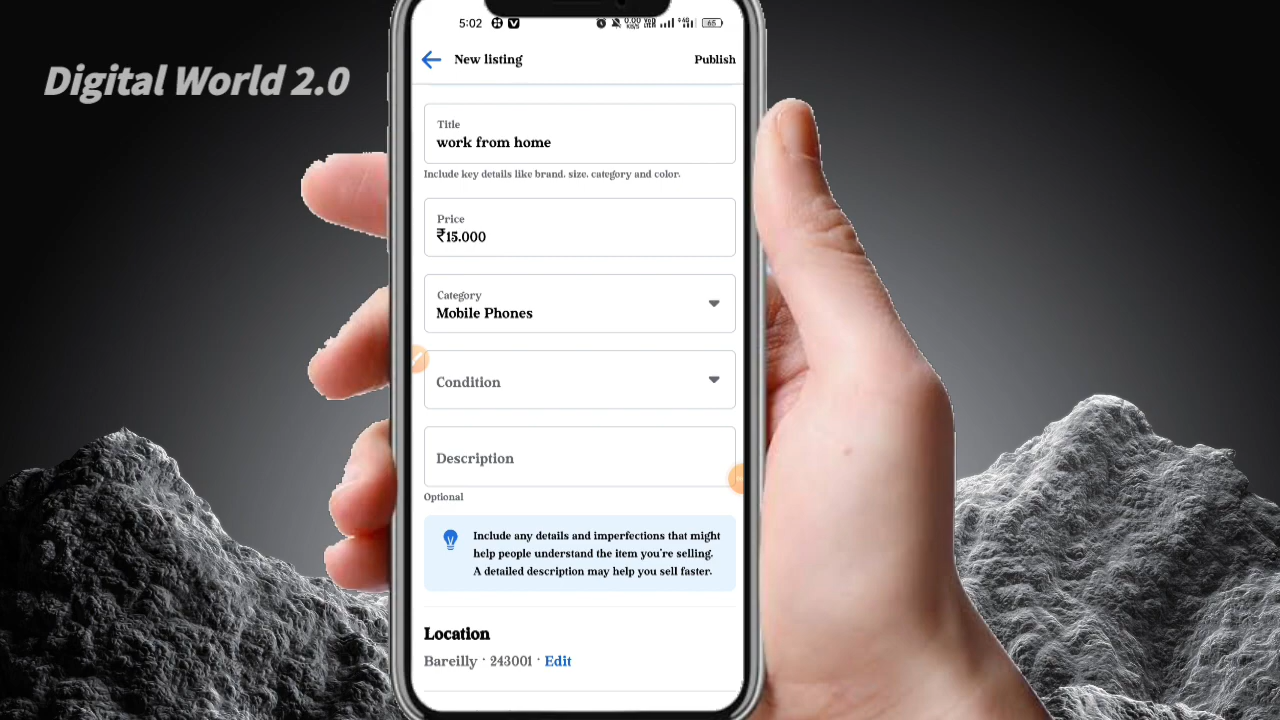 Digital World 2.0
5:02
65
New listing
Publish
Title
work from home
Include key details like brand, size, category and color.
Price
₹15,000
Category
Mobile Phones
Condition
Description
Optional
Include any details and imperfections that might
help people understand the item you're selling.
A detailed description may help you sell faster.
Location
Bareilly · 243001 · Edit